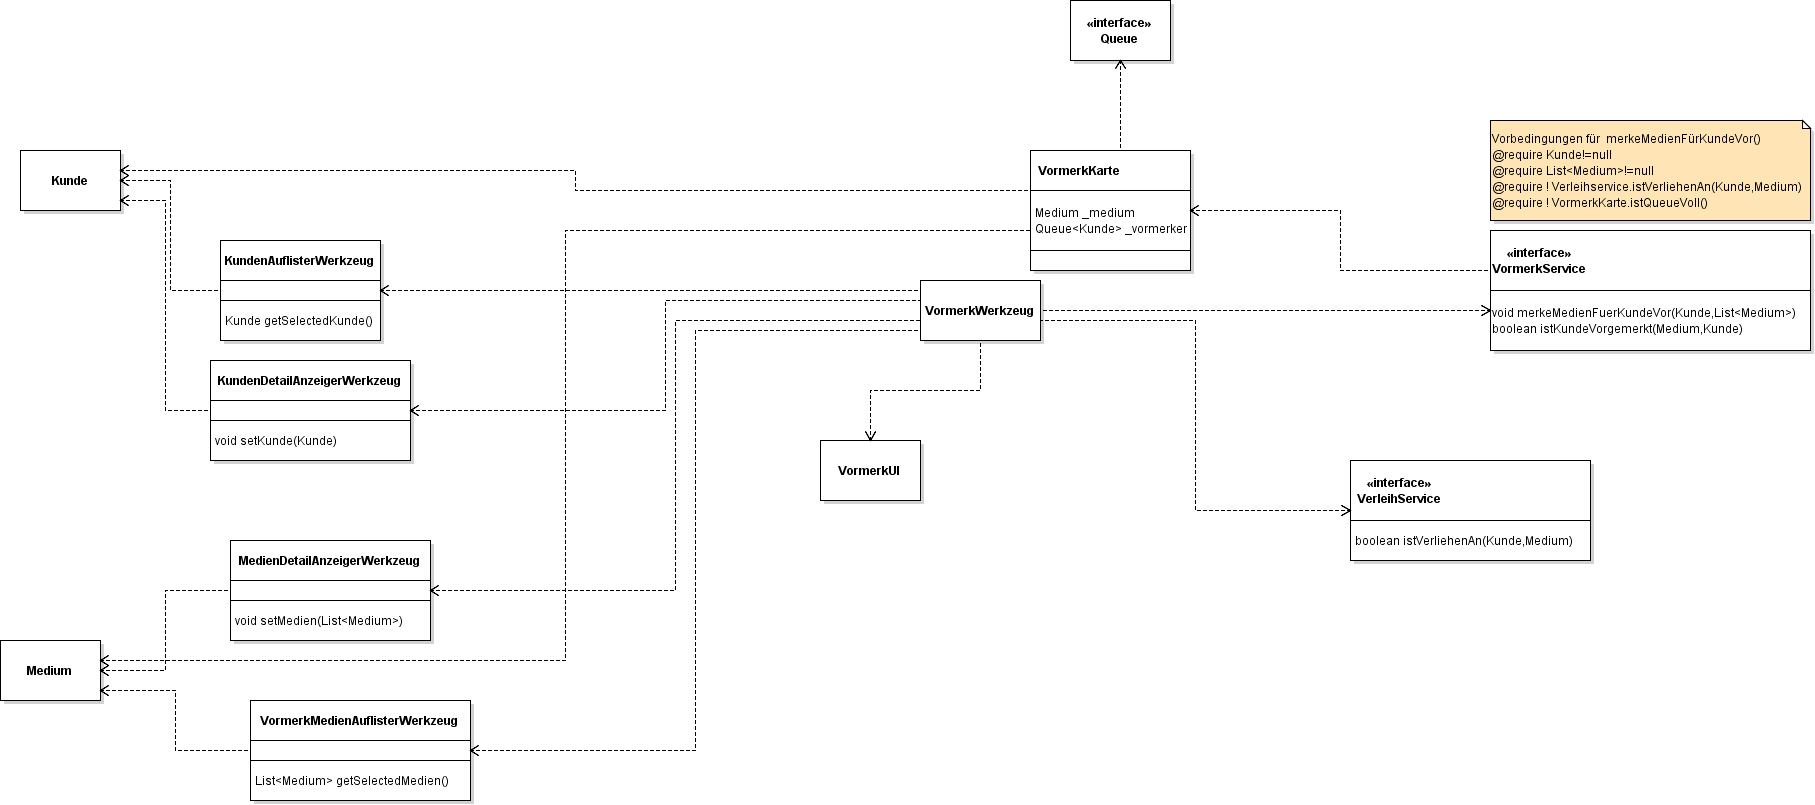 «interface»
Queue
Vorbedingungen für merkeMedienFürKundeVor()
@require Kunde!=null
@require List<Medium>!=null
@require ! Verleihservice.istVerliehenAn(Kunde,Medium)
@require ! VormerkKarte.istQueueVoll()
Kunde
VormerkKarte
Medium _medium
Queue<Kunde> _vormerker
«interface»
VormerkService
void merkeMedienFuerKundeVor(Kunde,List<Medium>)
boolean istKundeVorgemerkt(Medium,Kunde)
KundenAuflisterWerkzeug
Kunde getSelectedKunde()
VormerkWerkzeug
KundenDetailAnzeigerWerkzeug
void setKunde(Kunde)
VormerkUI
«interface»
VerleihService
boolean istVerliehenAn(Kunde,Medium)
MedienDetailAnzeigerWerkzeug
void setMedien(List<Medium>)
Medium
VormerkMedienAuflisterWerkzeug
List<Medium> getSelectedMedien()